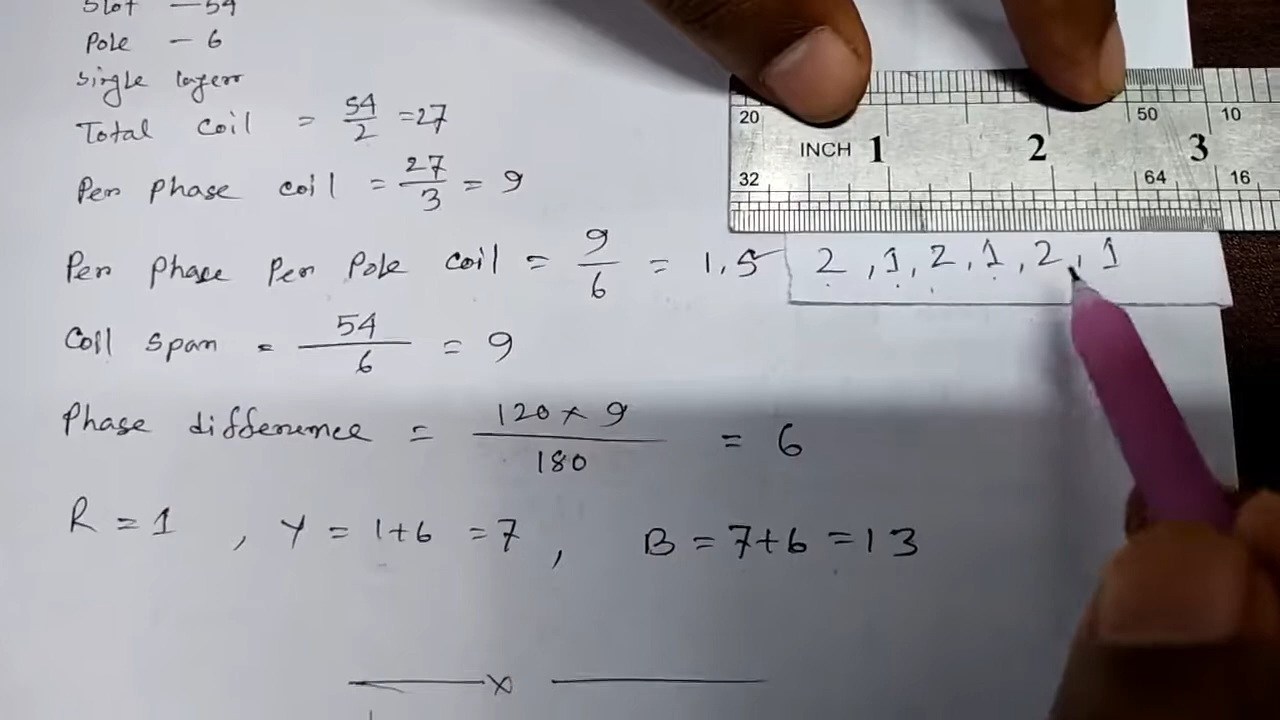 Slot — 54
Pole — 6
Single layer
Total Coil = 54/2 = 27
Per phase coil = 27/3 = 9
Per Phase Per Pole coil = 9/6 = 1.5 2, 1, 2, 1, 2, 1
Coil span = 54/6 = 9
Phase difference = 120 × 9/180 = 6
R = 1, Y = 1+6 = 7, B = 7+6 = 13
20 50 10
INCH 1 2 3
32 64 16